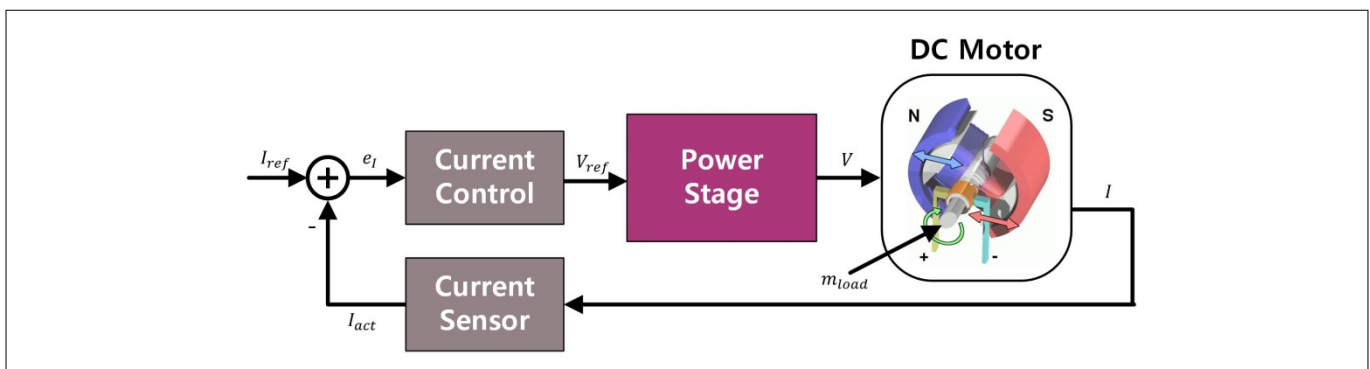 DC Motor
N
S
I_ref
+
e_I
Current
Control
V_ref
Power
Stage
V
I
+
-
m_load
-
Current
Sensor
I_act